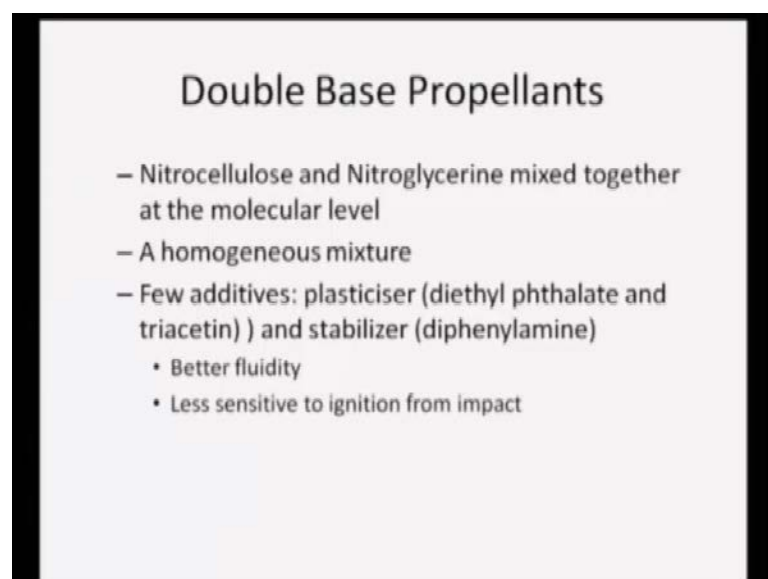 Double Base Propellants
– Nitrocellulose and Nitroglycerine mixed together
at the molecular level
– A homogeneous mixture
– Few additives: plasticiser (diethyl phthalate and
triacetin) ) and stabilizer (diphenylamine)
• Better fluidity
• Less sensitive to ignition from impact